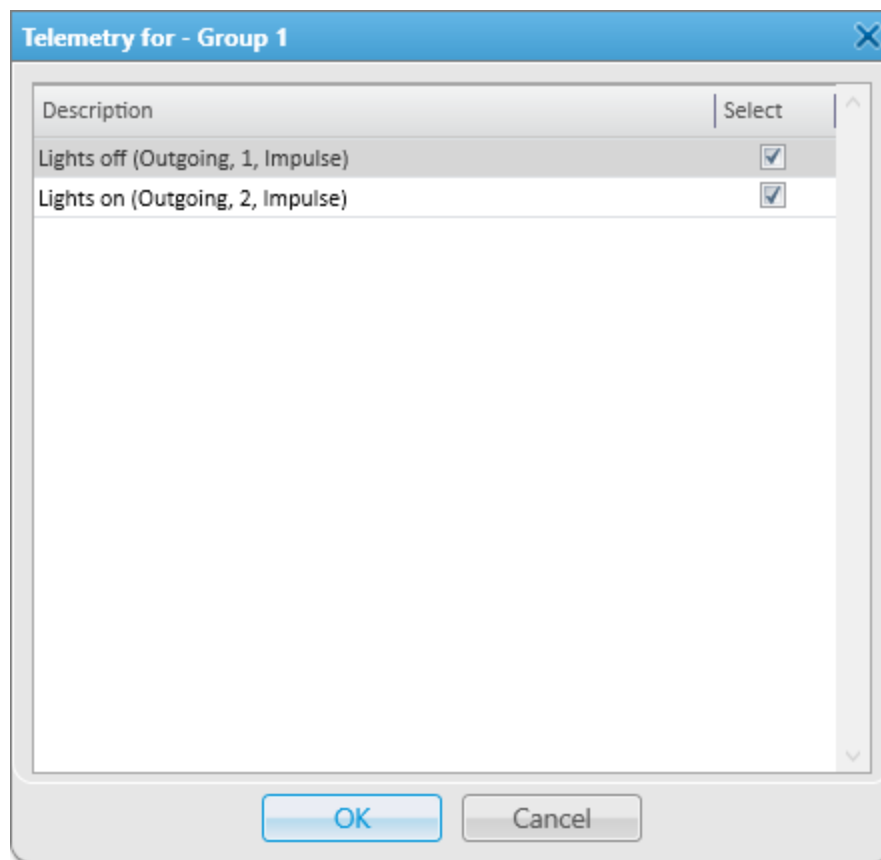 Telemetry for - Group 1
Description Select
Lights off (Outgoing, 1, Impulse)
Lights on (Outgoing, 2, Impulse)
OK Cancel